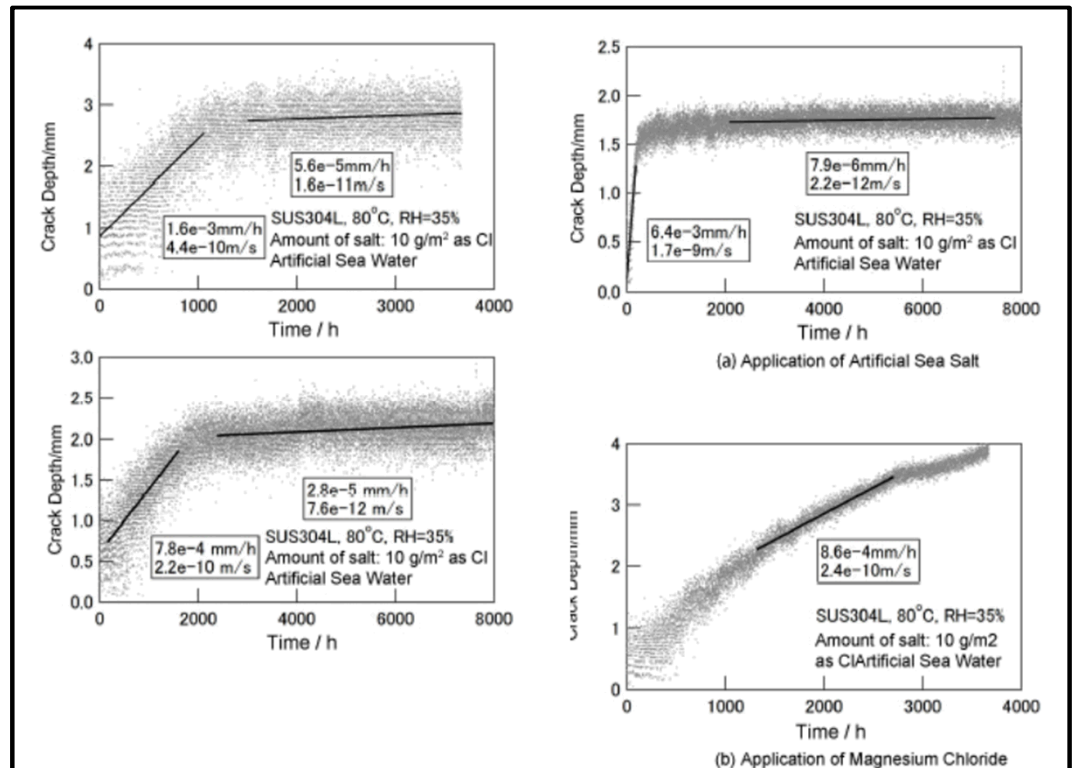 4
3
2
1
0
Crack Depth/mm
5.6e-5mm/h
1.6e-11m/s
1.6e-3mm/h
4.4e-10m/s
SUS304L, 80°C, RH=35%
Amount of salt: 10 g/m² as Cl
Artificial Sea Water
0 1000 2000 3000 4000
Time / h
2.5
2.0
1.5
1.0
0.5
0.0
Crack Depth/mm
7.9e-6mm/h
2.2e-12m/s
6.4e-3mm/h
1.7e-9m/s
SUS304L, 80°C, RH=35%
Amount of salt: 10 g/m² as Cl
Artificial Sea Water
0 2000 4000 6000 8000
Time / h
(a) Application of Artificial Sea Salt
3.0
2.5
2.0
1.5
1.0
0.5
0.0
Crack Depth/mm
2.8e-5 mm/h
7.6e-12 m/s
7.8e-4 mm/h
2.2e-10 m/s
SUS304L, 80°C, RH=35%
Amount of salt: 10 g/m² as Cl
Artificial Sea Water
0 2000 4000 6000 8000
Time / h
4
3
2
1
0
Crack Depth/mm
8.6e-4mm/h
2.4e-10m/s
SUS304L, 80°C, RH=35%
Amount of salt: 10 g/m2
as ClArtificial Sea Water
0 1000 2000 3000 4000
Time / h
(b) Application of Magnesium Chloride